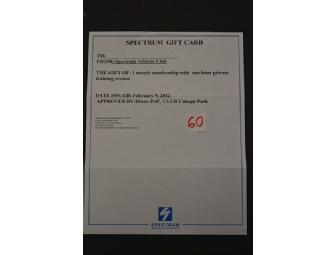 SPECTRUM GIFT CARD
TO:
FROM: Spectrum Athletic Club
THE GIFT OF: 1 month membership with one hour private
training session
DATE ISSUED: February 9, 2012
APPROVED BY: Diana Poff_ CLUB Canoga Park
60
SPECTRUM